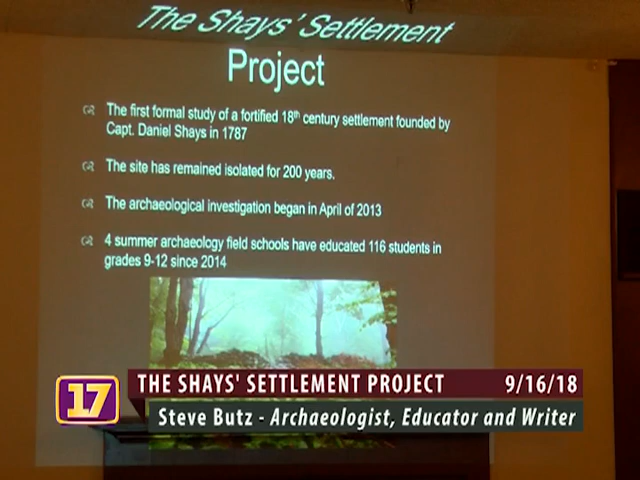 The Shays' Settlement
Project
The first formal study of a fortified 18th century settlement founded by
Capt. Daniel Shays in 1787
The site has remained isolated for 200 years.
The archaeological investigation began in April of 2013
4 summer archaeology field schools have educated 116 students in
grades 9-12 since 2014
17
THE SHAYS' SETTLEMENT PROJECT 9/16/18
Steve Butz - Archaeologist, Educator and Writer